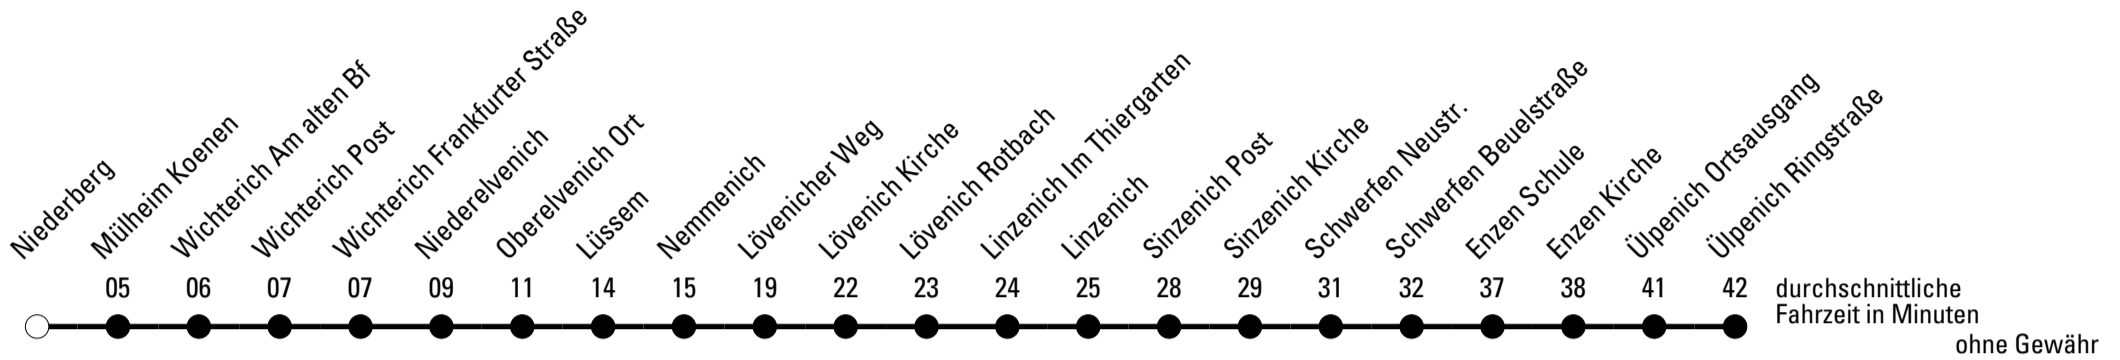 Niederberg
Mülheim Koenen
Wichterich Am alten Bf
Wichterich Post
Wichterich Frankfurter Straße
Niederelvenich
Oberelvenich Ort
Lüssem
Nemmenich
Lövenicher Weg
Lövenich Kirche
Lövenich Rotbach
Linzenich Im Thiergarten
Linzenich
Sinzenich Post
Sinzenich Kirche
Schwerfen Neustr.
Schwerfen Beuelstraße
Enzen Schule
Enzen Kirche
Ülpenich Ortsausgang
Ülpenich Ringstraße
05 06 07 07 09 11 14 15 19 22 23 24 25 28 29 31 32 37 38 41 42 durchschnittliche
Fahrzeit in Minuten
ohne Gewähr